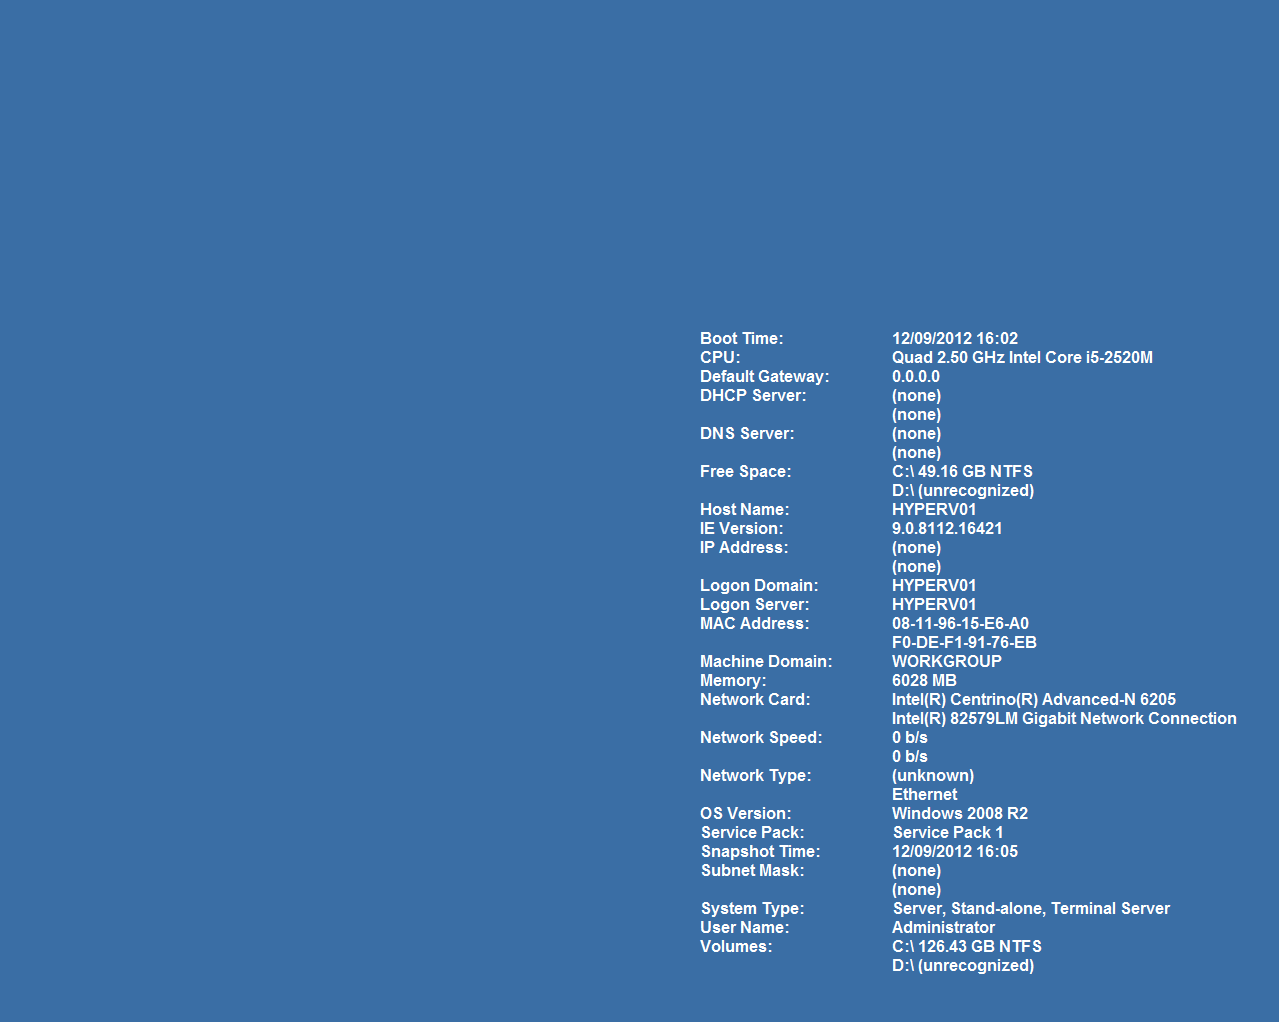 Boot Time: 12/09/2012 16:02
CPU: Quad 2.50 GHz Intel Core i5-2520M
Default Gateway: 0.0.0.0
DHCP Server: (none)
(none)
DNS Server: (none)
(none)
Free Space: C:\ 49.16 GB NTFS
D:\ (unrecognized)
Host Name: HYPERV01
IE Version: 9.0.8112.16421
IP Address: (none)
(none)
Logon Domain: HYPERV01
Logon Server: HYPERV01
MAC Address: 08-11-96-15-E6-A0
F0-DE-F1-91-76-EB
Machine Domain: WORKGROUP
Memory: 6028 MB
Network Card: Intel(R) Centrino(R) Advanced-N 6205
Intel(R) 82579LM Gigabit Network Connection
Network Speed: 0 b/s
0 b/s
Network Type: (unknown)
Ethernet
OS Version: Windows 2008 R2
Service Pack: Service Pack 1
Snapshot Time: 12/09/2012 16:05
Subnet Mask: (none)
(none)
System Type: Server, Stand-alone, Terminal Server
User Name: Administrator
Volumes: C:\ 126.43 GB NTFS
D:\ (unrecognized)